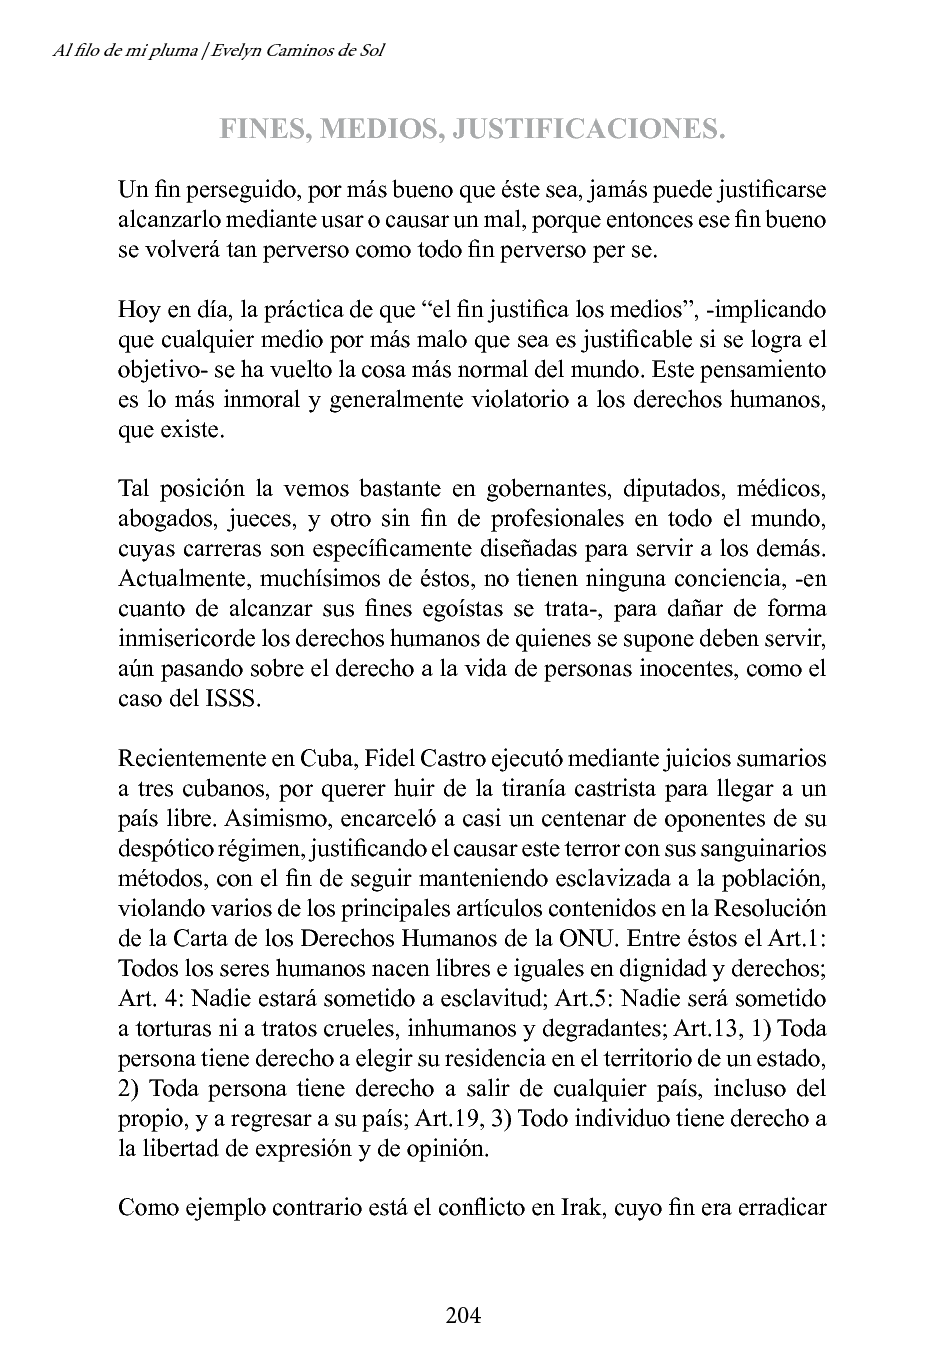 Al filo de mi pluma | Evelyn Caminos de Sol
FINES, MEDIOS, JUSTIFICACIONES.
Un fin perseguido, por más bueno que éste sea, jamás puede justificarse
alcanzarlo mediante usar o causar un mal, porque entonces ese fin bueno
se volverá tan perverso como todo fin perverso per se.
Hoy en día, la práctica de que “el fin justifica los medios”, -implicando
que cualquier medio por más malo que sea es justificable si se logra el
objetivo- se ha vuelto la cosa más normal del mundo. Este pensamiento
es lo más inmoral y generalmente violatorio a los derechos humanos,
que existe.
Tal posición la vemos bastante en gobernantes, diputados, médicos,
abogados, jueces, y otro sin fin de profesionales en todo el mundo,
cuyas carreras son específicamente diseñadas para servir a los demás.
Actualmente, muchísimos de éstos, no tienen ninguna conciencia, -en
cuanto de alcanzar sus fines egoístas se trata-, para dañar de forma
inmisericorde los derechos humanos de quienes se supone deben servir,
aún pasando sobre el derecho a la vida de personas inocentes, como el
caso del ISSS.
Recientemente en Cuba, Fidel Castro ejecutó mediante juicios sumarios
a tres cubanos, por querer huir de la tiranía castrista para llegar a un
país libre. Asimismo, encarceló a casi un centenar de oponentes de su
despótico régimen, justificando el causar este terror con sus sanguinarios
métodos, con el fin de seguir manteniendo esclavizada a la población,
violando varios de los principales artículos contenidos en la Resolución
de la Carta de los Derechos Humanos de la ONU. Entre éstos el Art.1:
Todos los seres humanos nacen libres e iguales en dignidad y derechos;
Art. 4: Nadie estará sometido a esclavitud; Art.5: Nadie será sometido
a torturas ni a tratos crueles, inhumanos y degradantes; Art.13, 1) Toda
persona tiene derecho a elegir su residencia en el territorio de un estado,
2) Toda persona tiene derecho a salir de cualquier país, incluso del
propio, y a regresar a su país; Art.19, 3) Todo individuo tiene derecho a
la libertad de expresión y de opinión.
Como ejemplo contrario está el conflicto en Irak, cuyo fin era erradicar
204